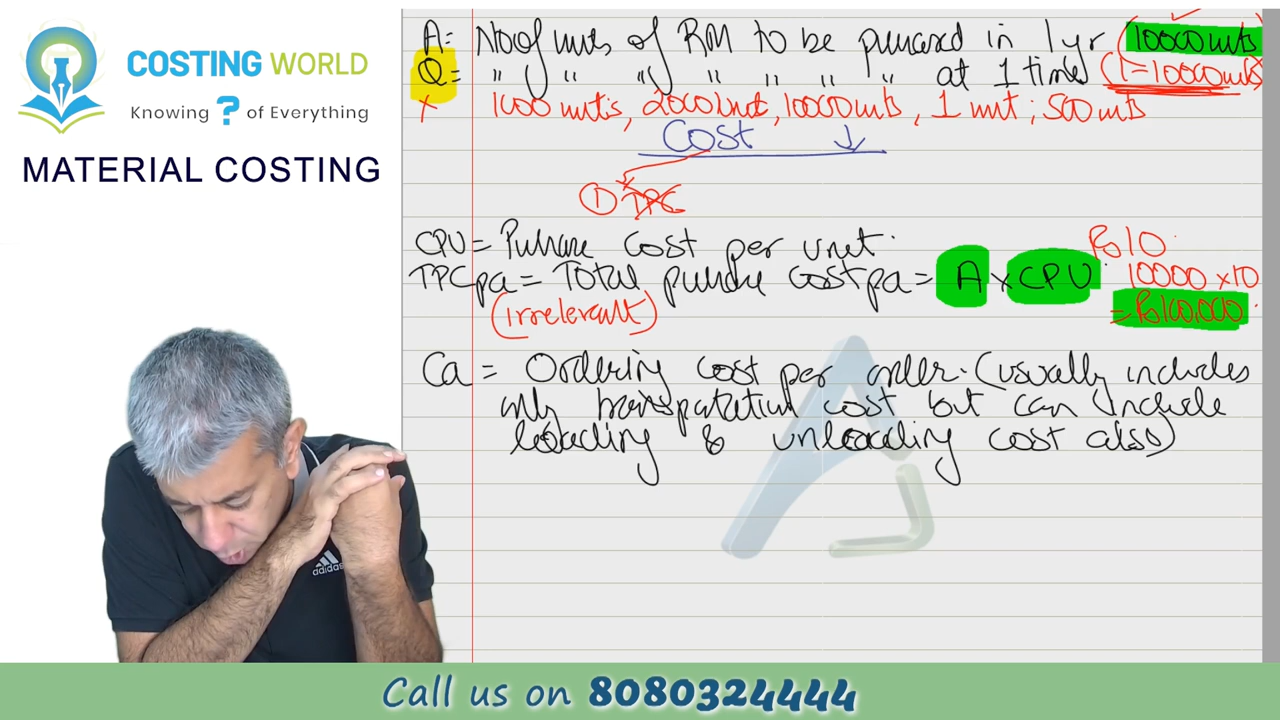 COSTING WORLD
Knowing ? of Everything
MATERIAL COSTING
A = No of units of RM to be purchased in 1 yr (10000 units
Q = " " " " " " " at 1 time (1-10000 units)
1000 units, 2000 units, 10000 units, 1 unit; 500 units
Cost ↓
① TPC
CPU = Purchase cost per unit. Rs 10.
TPCpa = Total purchase cost pa = A × CPU. 10000 × 10
(irrelevant) = Rs 100,000.
Ca = Ordering cost per order. (usually includes
only transportation cost but can include
loading & unloading cost also)
adidas
Call us on 8080324444